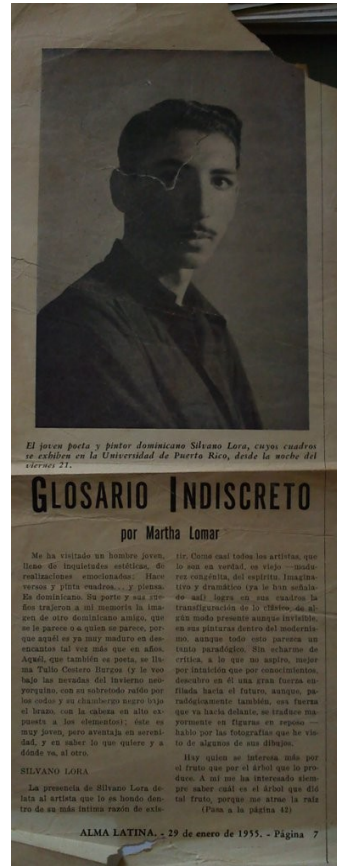 El joven poeta y pintor dominicano Silvano Lora, cuyos cuadros
se exhiben en la Universidad de Puerto Rico, desde la noche del
viernes 21.
GLOSARIO INDISCRETO
por Martha Lomar
Me ha visitado un hombre joven,
lleno de inquietudes estéticas, de
realizaciones emocionadas: Hace
versos y pinta cuadros... y piensa.
Es dominicano. Su porte y sus sue-
ños trajeron a mi memoria la ima-
gen de otro dominicano amigo, que
se le parece o a quien se parece, por-
que aquél es ya muy maduro en des-
encantos tal vez más que en años.
Aquél, que también es poeta, se lla-
ma Tulio Cestero Burgos (y le veo
bajo las nevadas del invierno neo-
yorquino, con su sobretodo raído por
los codos y su chambergo negro bajo
el brazo, con la cabeza en alto ex-
puesta a los elementos); éste es
muy joven, pero aventaja en sereni-
dad, y en saber lo que quiere y a
dónde va, al otro.
SILVANO LORA
La presencia de Silvano Lora de-
lata al artista que lo es hondo den-
tro de su más íntima razón de exis-
tir. Como casi todos los artistas, que
lo son en verdad, es viejo —madu-
rez congénita, del espíritu. Imagina-
tivo y dramático (ya le irán señala-
do así) logra en sus cuadros la
transfiguración de lo clásico, de al-
gún modo presente aunque invisible,
en sus pinturas dentro del modernis-
mo, aunque todo esto parezca un
tanto paradógico. Sin echarme de
crítica, a lo que no aspiro, mejor
por intuición que por conocimientos,
descubro en él una gran fuerza en-
filada hacia el futuro, aunque, pa-
radógicamente también, esa fuerza
que va hacia delante, se traduce ma-
yormente en figuras en reposo —
hablo por las fotografías que he vis-
to de algunos de sus dibujos.
Hay quien se interesa más por
el fruto que por el árbol que lo pro-
duce. A mí me ha interesado siem-
pre saber cuál es el árbol que dió
tal fruto, porque me atrae la raíz
(Pasa a la página 42)
ALMA LATINA. - 29 de enero de 1955. - Página 7